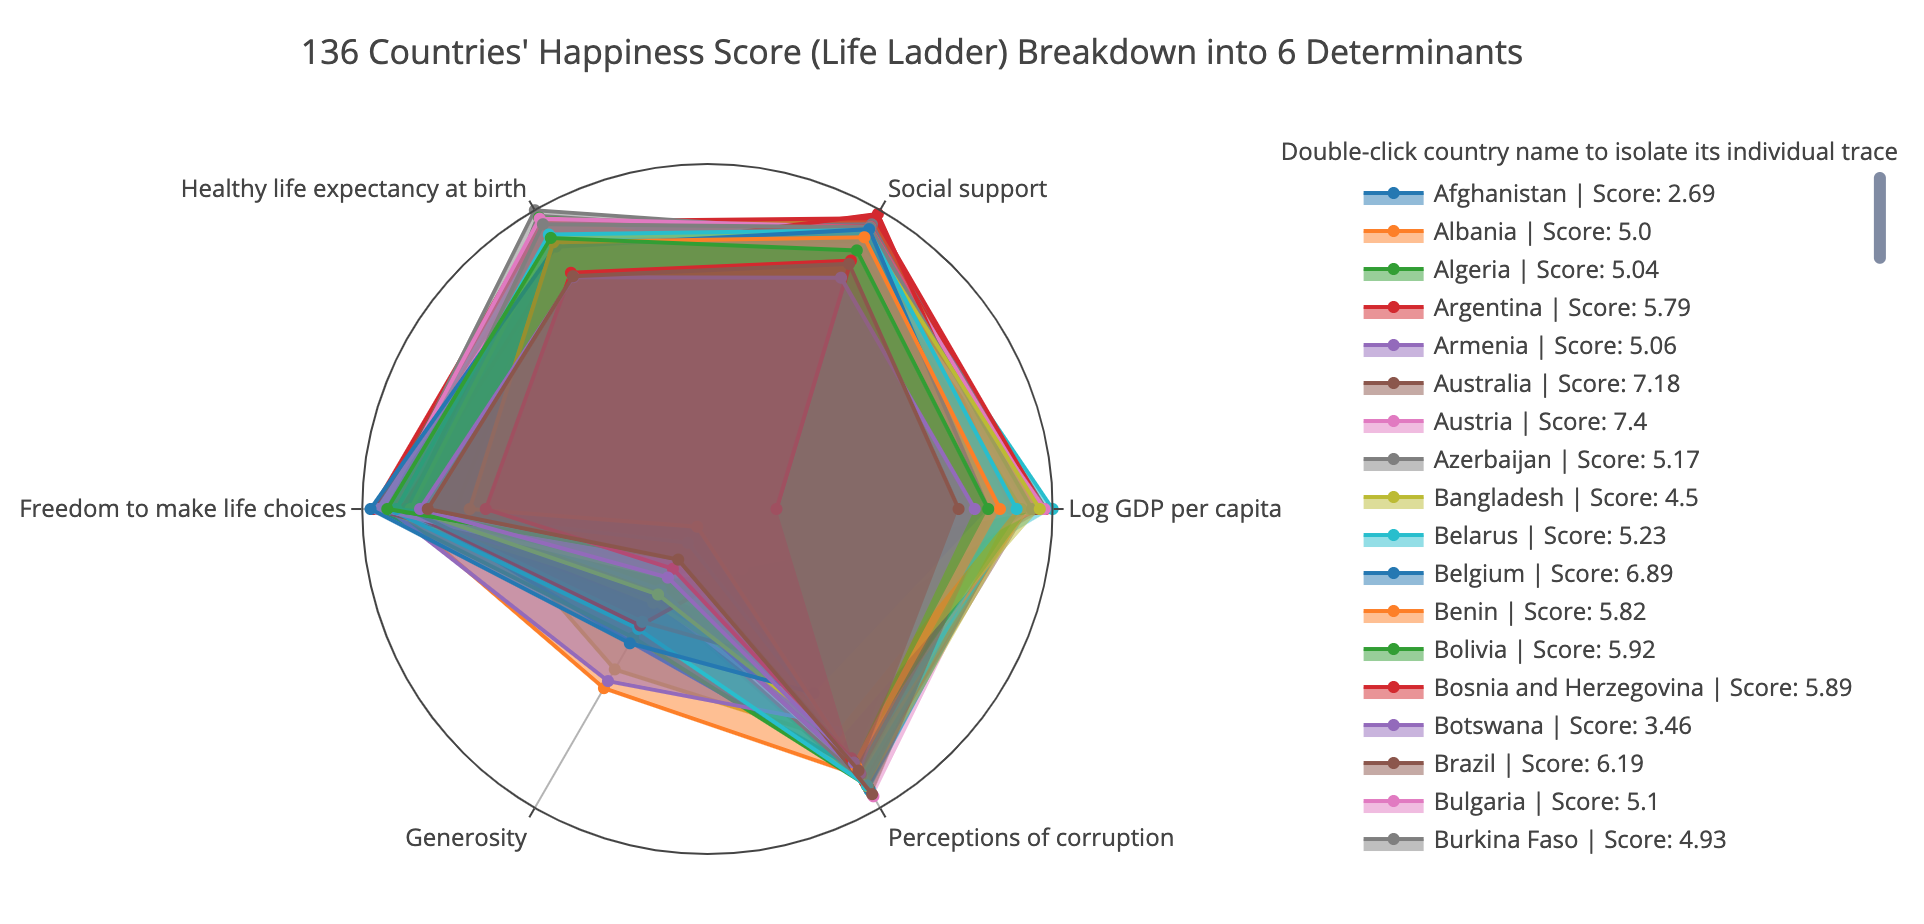 136 Countries' Happiness Score (Life Ladder) Breakdown into 6 Determinants
Healthy life expectancy at birth
Social support
Freedom to make life choices
Log GDP per capita
Generosity
Perceptions of corruption
Double-click country name to isolate its individual trace
Afghanistan | Score: 2.69
Albania | Score: 5.0
Algeria | Score: 5.04
Argentina | Score: 5.79
Armenia | Score: 5.06
Australia | Score: 7.18
Austria | Score: 7.4
Azerbaijan | Score: 5.17
Bangladesh | Score: 4.5
Belarus | Score: 5.23
Belgium | Score: 6.89
Benin | Score: 5.82
Bolivia | Score: 5.92
Bosnia and Herzegovina | Score: 5.89
Botswana | Score: 3.46
Brazil | Score: 6.19
Bulgaria | Score: 5.1
Burkina Faso | Score: 4.93